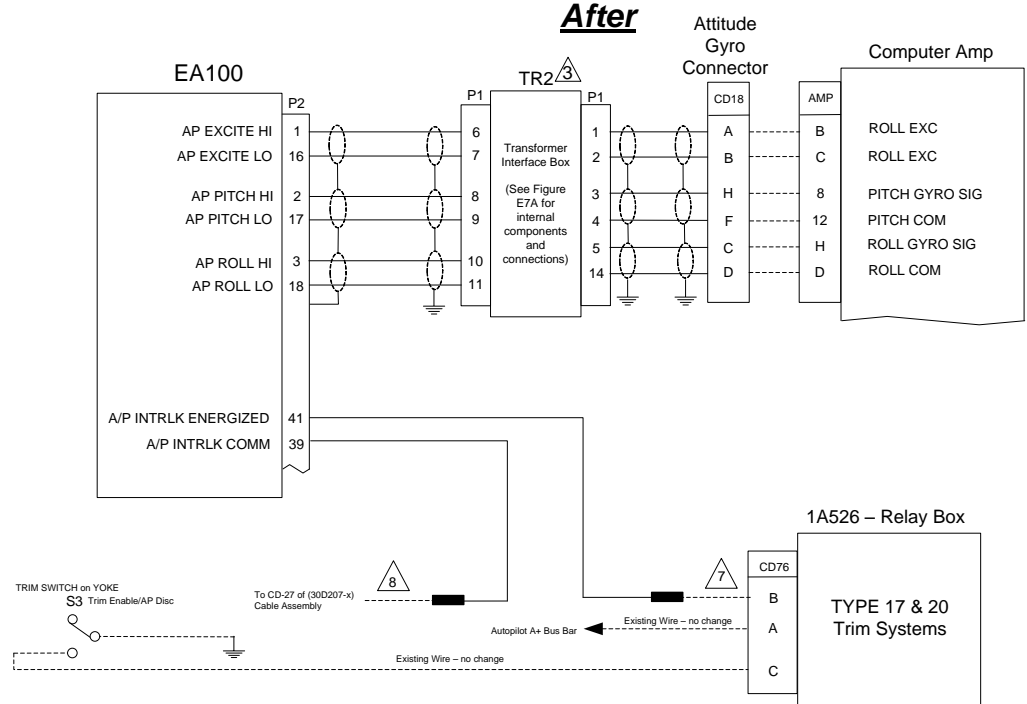 After
Attitude
Gyro
Connector
Computer Amp
EA100
TR2
3
P2
P1
P1
CD18
AMP
AP EXCITE HI
1
6
1
A
B
ROLL EXC
AP EXCITE LO
16
7
2
B
C
ROLL EXC
AP PITCH HI
2
8
3
H
8
PITCH GYRO SIG
AP PITCH LO
17
9
4
F
12
PITCH COM
AP ROLL HI
3
10
5
C
H
ROLL GYRO SIG
AP ROLL LO
18
11
14
D
D
ROLL COM
Transformer
Interface Box
(See Figure
E7A for
internal
components
and
connections)
A/P INTRLK ENERGIZED
41
A/P INTRLK COMM
39
1A526 – Relay Box
CD76
TRIM SWITCH on YOKE
S3 Trim Enable/AP Disc
To CD-27 of (30D207-x)
Cable Assembly
8
7
B
Autopilot A+ Bus Bar
Existing Wire – no change
A
Existing Wire – no change
C
TYPE 17 & 20
Trim Systems